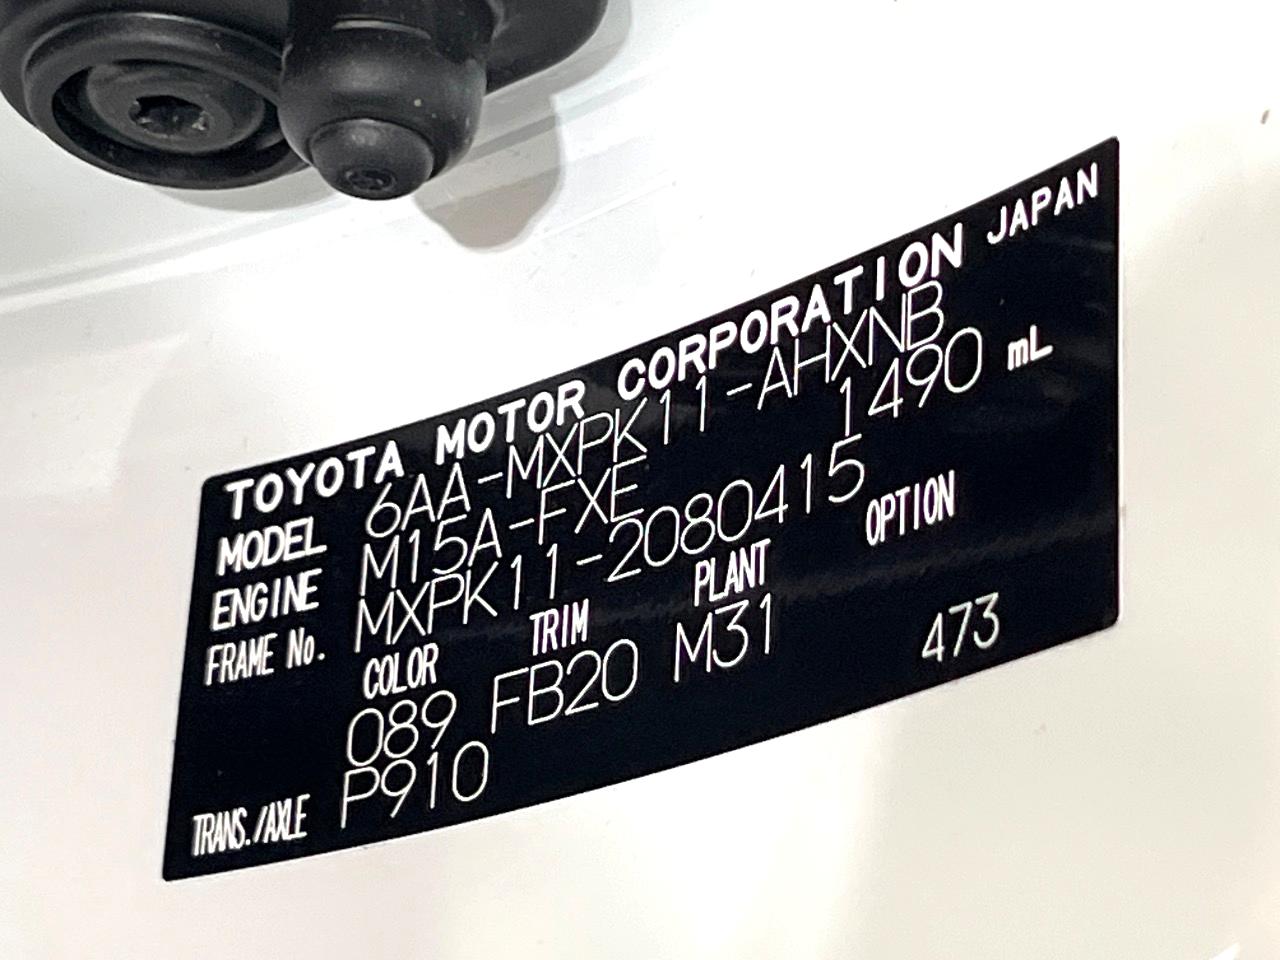 TOYOTA MOTOR CORPORATION JAPAN
MODEL 6AA-MXPK11-AHXNB
ENGINE M15A-FXE 1490 mL
FRAME No. MXPK11-2080415
COLOR TRIM PLANT OPTION
089 FB20 M31 473
TRANS./AXLE P910